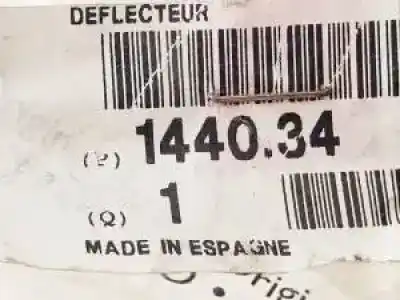 DEFLECTEUR
(P) 1440.34
(Q) 1
MADE IN ESPAGNE